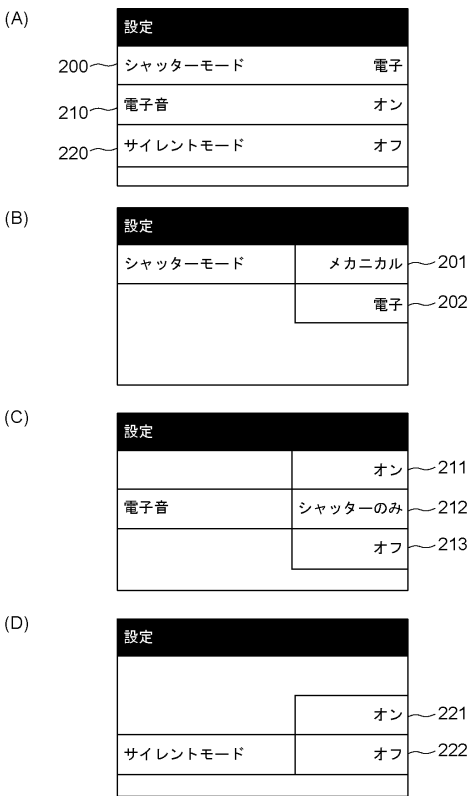 (A)
設定
200 シャッターモード 電子
210 電子音 オン
220 サイレントモード オフ
(B)
設定
シャッターモード メカニカル 201
電子 202
(C)
設定
オン 211
電子音 シャッターのみ 212
オフ 213
(D)
設定
オン 221
サイレントモード オフ 222